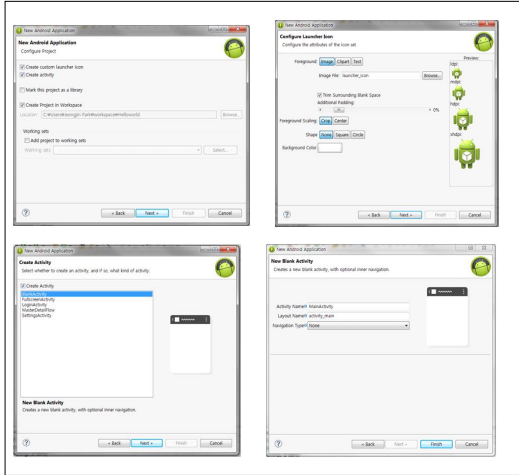 New Android Application
New Android Application
Configure Project
Create custom launcher icon
Create activity
Mark this project as a library
Create Project in Workspace
Location:
Browse...
Working sets
Add project to working sets
Working sets:
Select...
< Back
Next >
Finish
Cancel
New Android Application
Configure Launcher Icon
Configure the attributes of the icon set
Foreground: Image Clipart Text
Image File: launcher_icon
Browse...
Trim Surrounding Blank Space
Additional Padding:
0%
Foreground Scaling: Crop Center
Shape None Square Circle
Background Color:
Preview:
ldpi:
mdpi:
hdpi:
xhdpi:
< Back
Next >
Finish
Cancel
New Android Application
Create Activity
Select whether to create an activity, and if so, what kind of activity.
Create Activity
BlankActivity
FullscreenActivity
LoginActivity
MasterDetailFlow
SettingsActivity
New Blank Activity
Creates a new blank activity, with optional inner navigation.
< Back
Next >
Finish
Cancel
New Android Application
New Blank Activity
Creates a new blank activity, with optional inner navigation.
Activity Name MainActivity
Layout Name activity_main
Navigation Type None
< Back
Next >
Finish
Cancel